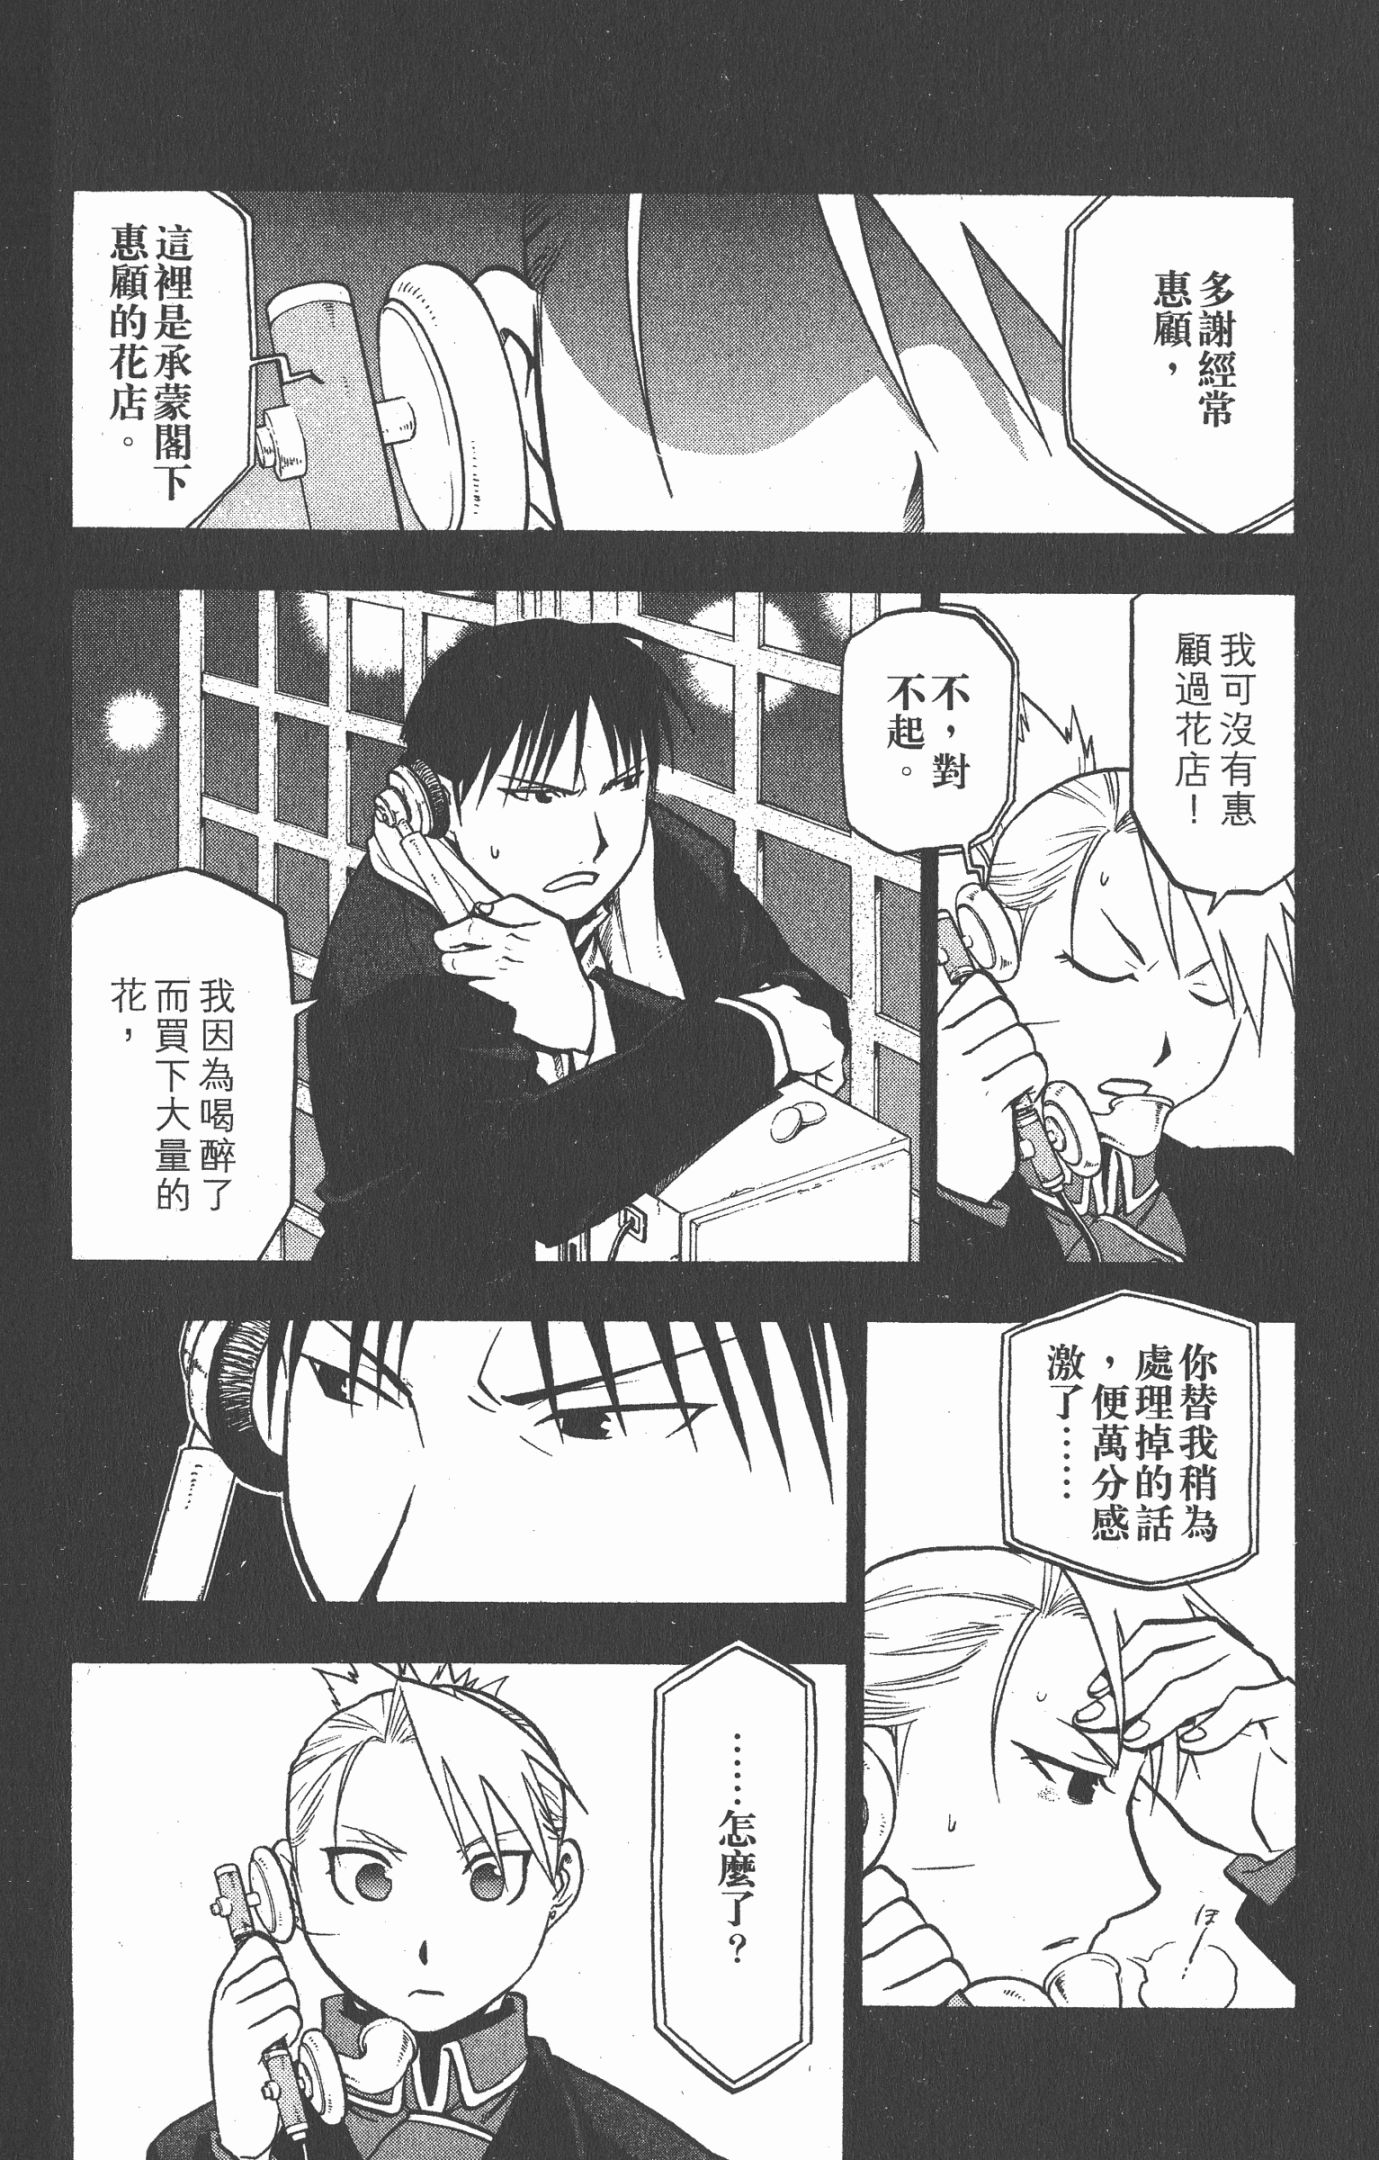 多謝經常
惠顧，
這裡是承蒙閣下
惠顧的花店。
我可沒有惠
顧過花店！
不，對
不起。
我因為喝醉了
而買下大量的
花，
你替我稍為
處理掉的話
，便萬分感
激了……
ほ…
……怎麼了？